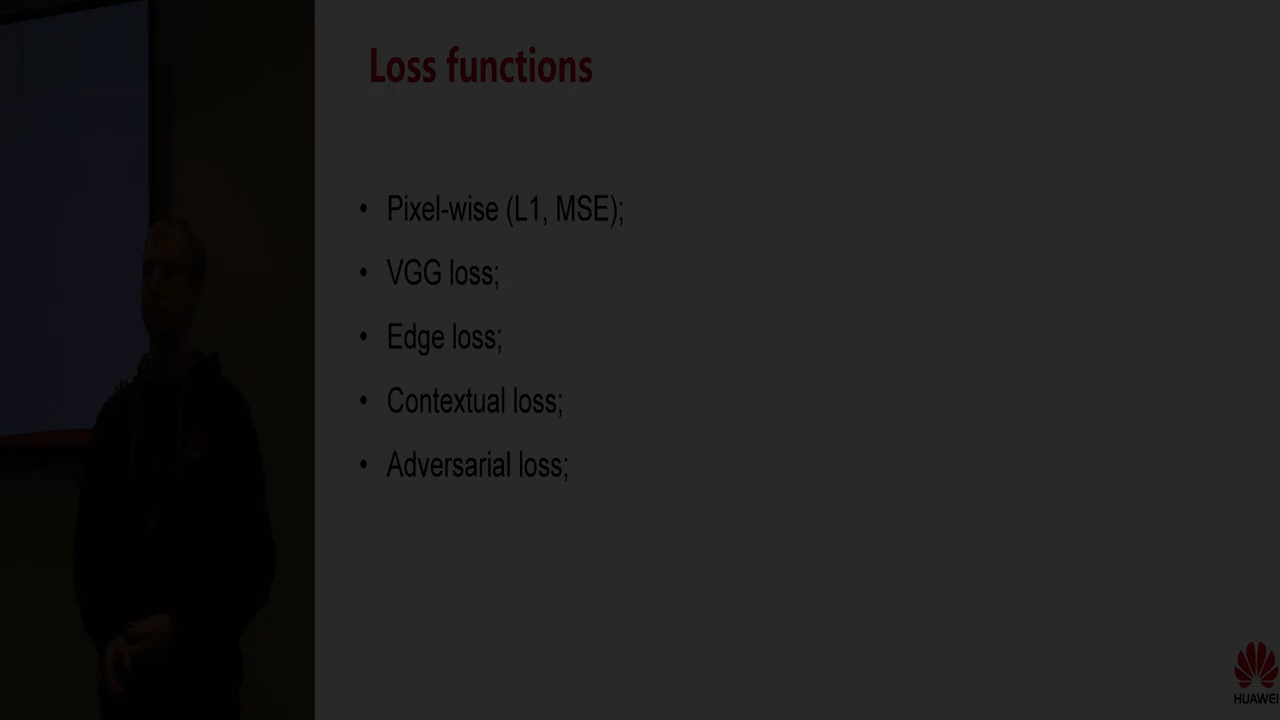 Loss functions
• Pixel-wise (L1, MSE);
• VGG loss;
• Edge loss;
• Contextual loss;
• Adversarial loss;
HUAWEI